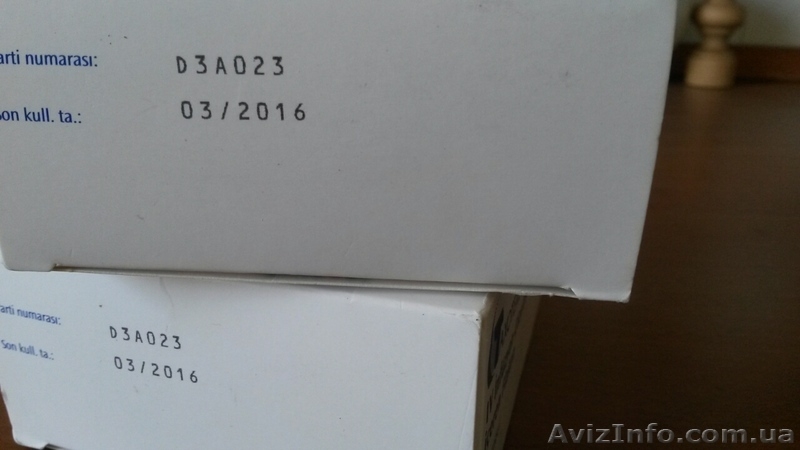 arti numarası: D3A023
Son kull. ta.: 03/2016
arti numarası: D3A023
Son kull. ta.: 03/2016
AvizInfo.com.ua